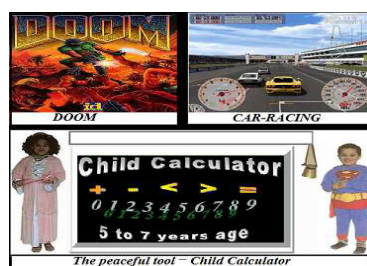 DOOM
id
DOOM
CAR-RACING
Child Calculator
+ - < > =
0 1 2 3 4 5 6 7 8 9
0 1 2 3 4 5 6 7 8 9
5 to 7 years age
The peaceful tool – Child Calculator